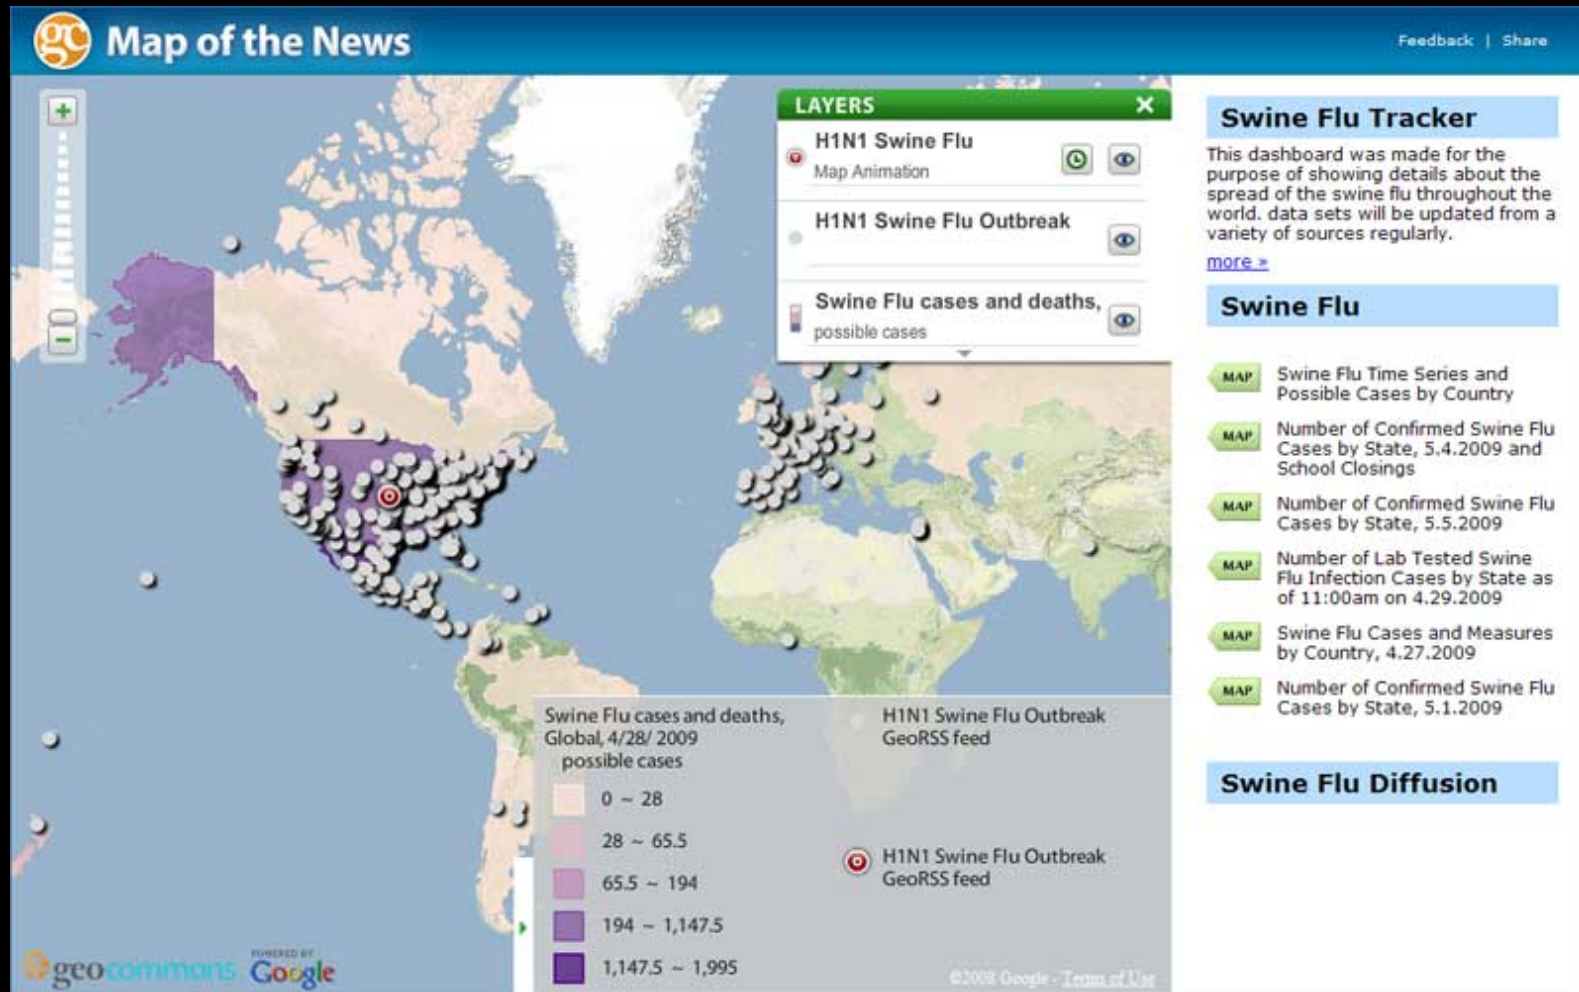 gc Map of the News
Feedback | Share
LAYERS
H1N1 Swine Flu
Map Animation
H1N1 Swine Flu Outbreak
Swine Flu cases and deaths,
possible cases
Swine Flu cases and deaths,
Global, 4/28/ 2009
possible cases
0 ~ 28
28 ~ 65.5
65.5 ~ 194
194 ~ 1,147.5
1,147.5 ~ 1,995
H1N1 Swine Flu Outbreak
GeoRSS feed
H1N1 Swine Flu Outbreak
GeoRSS feed
geocommons
POWERED BY
Google
©2008 Google - Terms of Use
Swine Flu Tracker
This dashboard was made for the
purpose of showing details about the
spread of the swine flu throughout the
world. data sets will be updated from a
variety of sources regularly.
more »
Swine Flu
MAP Swine Flu Time Series and
Possible Cases by Country
MAP Number of Confirmed Swine Flu
Cases by State, 5.4.2009 and
School Closings
MAP Number of Confirmed Swine Flu
Cases by State, 5.5.2009
MAP Number of Lab Tested Swine
Flu Infection Cases by State as
of 11:00am on 4.29.2009
MAP Swine Flu Cases and Measures
by Country, 4.27.2009
MAP Number of Confirmed Swine Flu
Cases by State, 5.1.2009
Swine Flu Diffusion